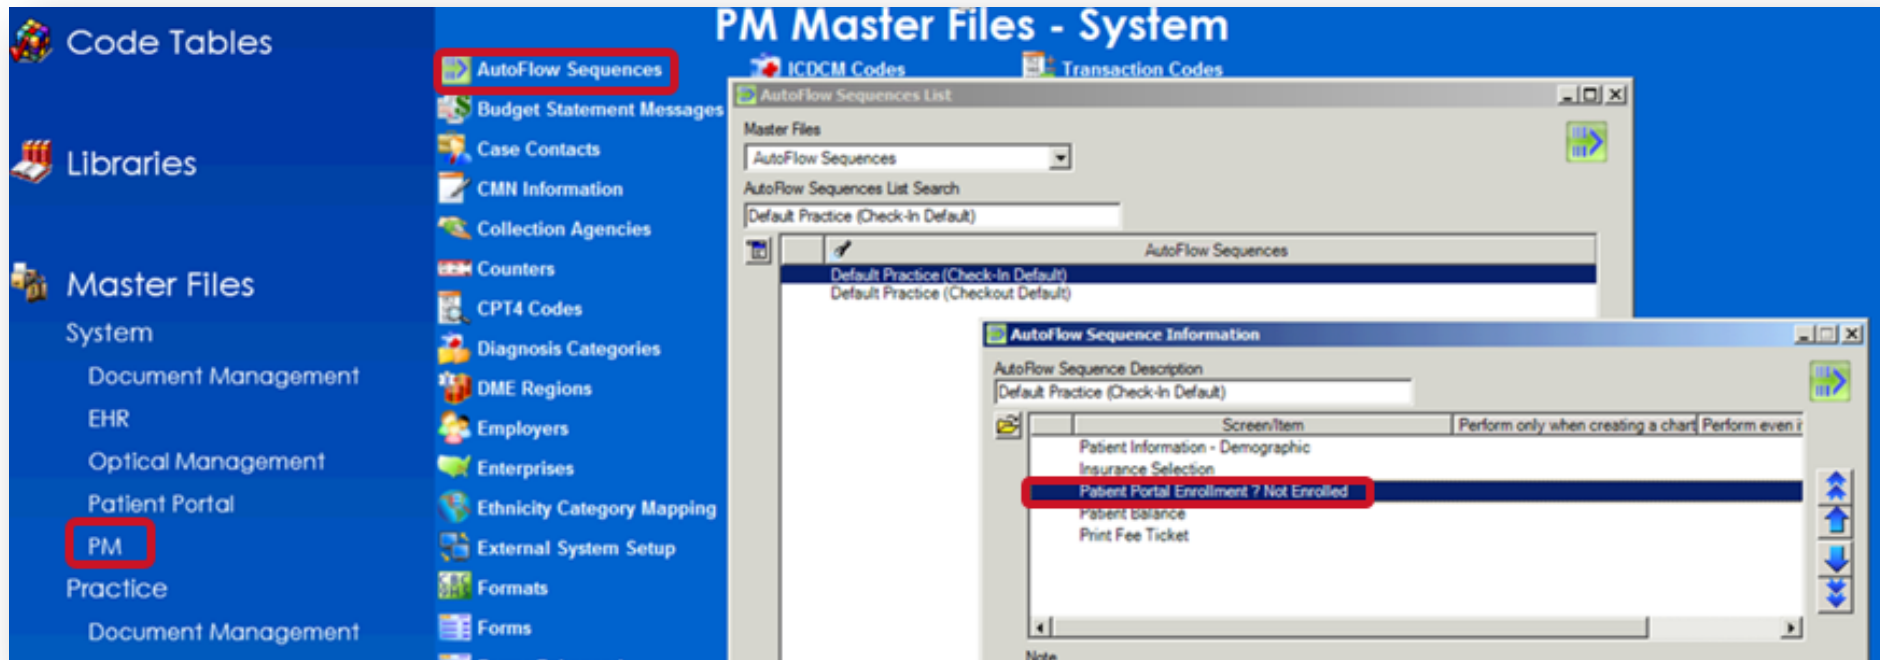 Code Tables
Libraries
Master Files
System
Document Management
EHR
Optical Management
Patient Portal
PM
Practice
Document Management
PM Master Files - System
AutoFlow Sequences
ICDCM Codes
Transaction Codes
Budget Statement Messages
Case Contacts
CMN Information
Collection Agencies
Counters
CPT4 Codes
Diagnosis Categories
DME Regions
Employers
Enterprises
Ethnicity Category Mapping
External System Setup
Formats
Forms
AutoFlow Sequences List
Master Files
AutoFlow Sequences
AutoFlow Sequences List Search
Default Practice (Check-In Default)
AutoFlow Sequences
Default Practice (Check-In Default)
Default Practice (Checkout Default)
AutoFlow Sequence Information
AutoFlow Sequence Description
Default Practice (Check-In Default)
Screen/Item
Perform only when creating a chart
Perform even i
Patient Information - Demographic
Insurance Selection
Patient Portal Enrollment ? Not Enrolled
Patient Balance
Print Fee Ticket
Note